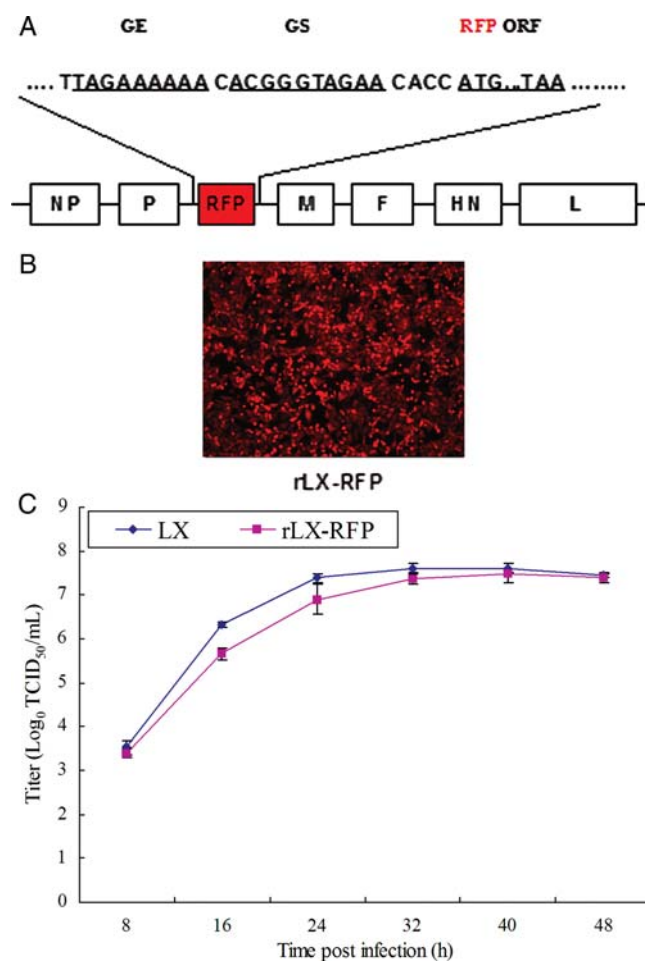 A
GE GS RFP ORF
.... TTAGAAAAAA CACGGGTAGAA CACC ATG...TAA ........
NP P RFP M F HN L
B
rLX-RFP
C
LX rLX-RFP
9
8
7
6
5
4
3
2
1
0
Titer (Log₀ TCID₅₀/mL)
8 16 24 32 40 48
Time post infection (h)